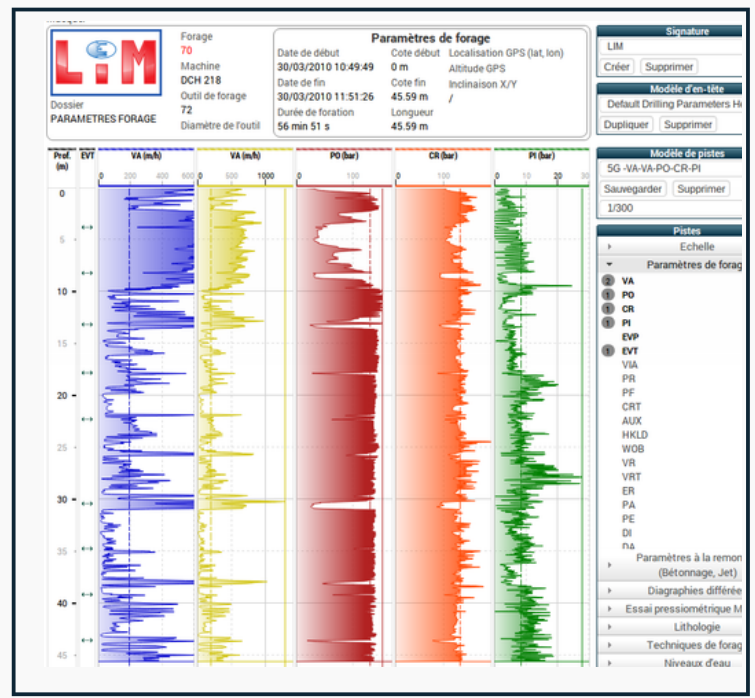 LIM
Dossier
PARAMETRES FORAGE
Forage
70
Machine
DCH 218
Outil de forage
72
Diamètre de l'outil
Paramètres de forage
Date de début
30/03/2010 10:49:49
Date de fin
30/03/2010 11:51:26
Durée de foration
56 min 51 s
Cote début
0 m
Cote fin
45.59 m
Longueur
45.59 m
Localisation GPS (lat, lon)
Altitude GPS
Inclinaison X/Y
/
Prof. (m) EVT VA (m/h) VA (m/h) PO (bar) CR (bar) PI (bar)
0 200 400 600 0 500 1000 0 100 0 100 0 10 20 30
0
5
10
15
20
25
30
35
40
45
Signature
LIM
Créer Supprimer
Modèle d'en-tête
Default Drilling Parameters He
Dupliquer Supprimer
Modèle de pistes
5G -VA-VA-PO-CR-PI
Sauvegarder Supprimer
1/300
Pistes
Echelle
Paramètres de forag
2 VA
1 PO
1 CR
1 PI
EVP
1 EVT
VIA
PR
PF
CRT
AUX
HKLD
WOB
VR
VRT
ER
PA
PE
DI
DA
Paramètres à la remon
(Bétonnage, Jet)
Diagraphies différée
Essai pressiométrique M
Lithologie
Techniques de forag
Niveaux d'eau